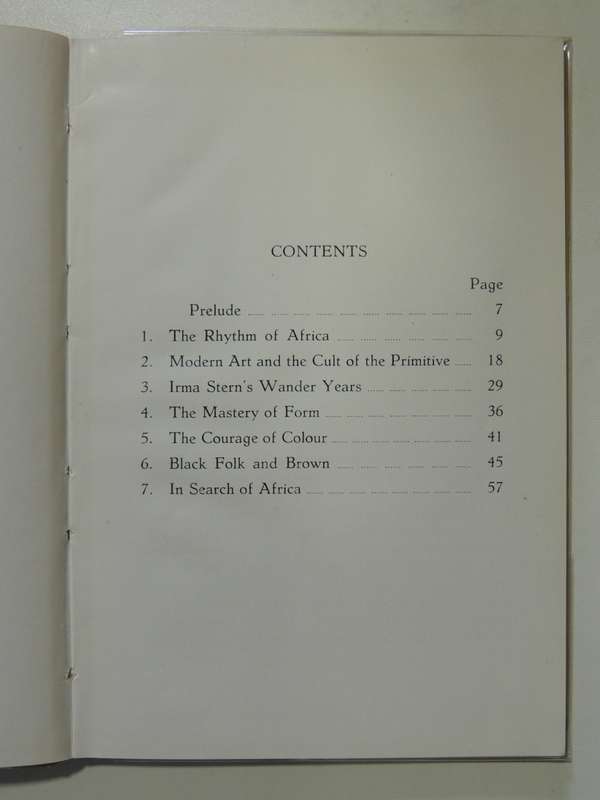 CONTENTS
Page
Prelude 7
1. The Rhythm of Africa 9
2. Modern Art and the Cult of the Primitive 18
3. Irma Stern's Wander Years 29
4. The Mastery of Form 36
5. The Courage of Colour 41
6. Black Folk and Brown 45
7. In Search of Africa 57